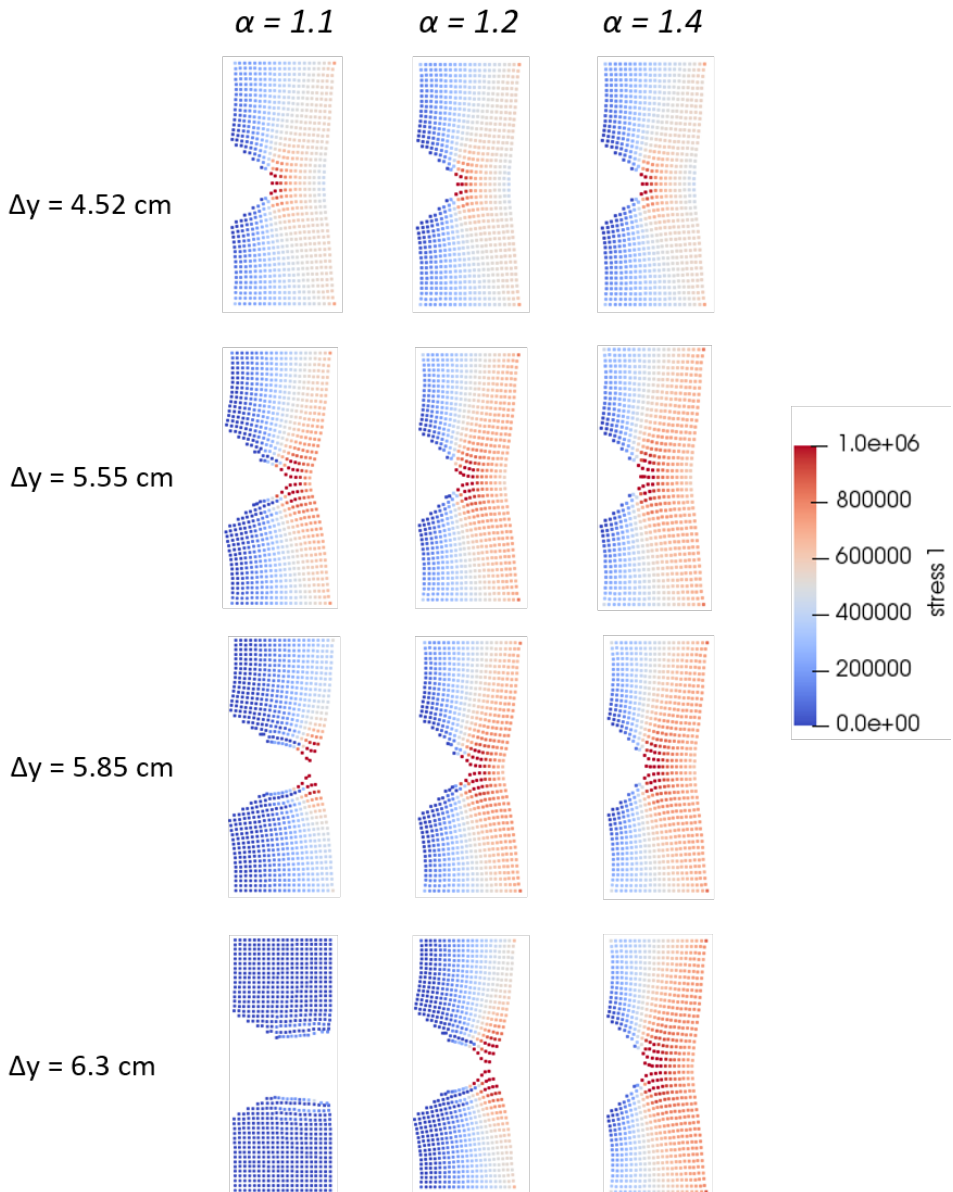 α = 1.1
α = 1.2
α = 1.4
Δy = 4.52 cm
Δy = 5.55 cm
Δy = 5.85 cm
Δy = 6.3 cm
1.0e+06
800000
600000
400000
200000
0.0e+00
stress 1